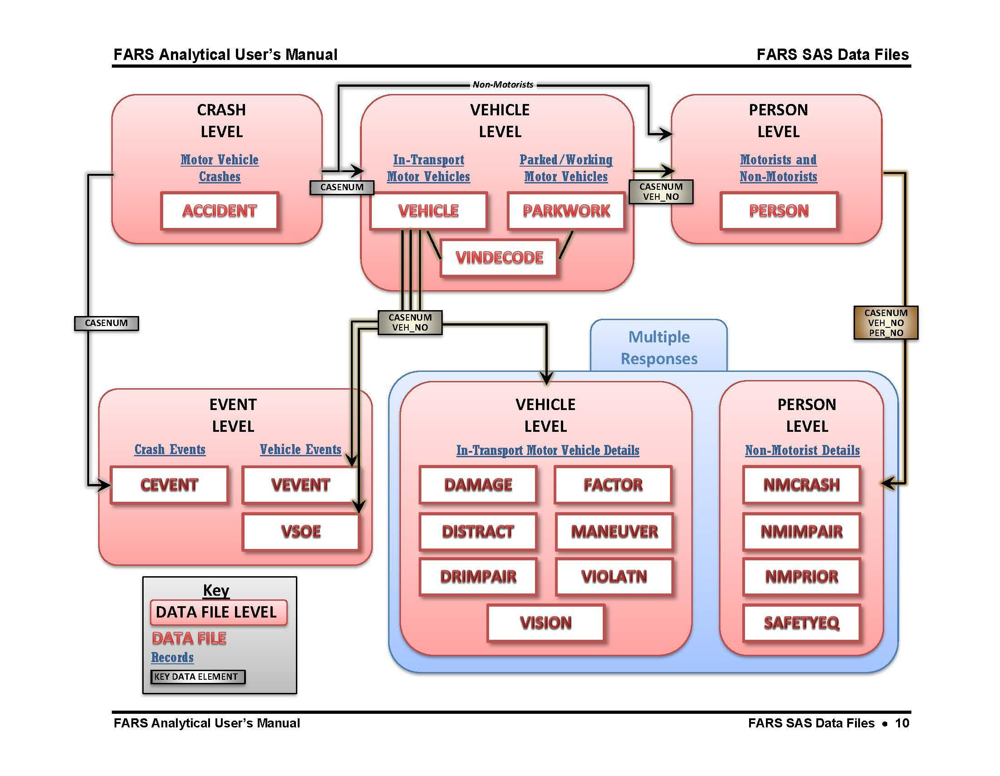 FARS Analytical User's Manual
FARS SAS Data Files
Non-Motorists
CRASH
LEVEL
Motor Vehicle
Crashes
ACCIDENT
CASENUM
VEHICLE
LEVEL
In-Transport
Motor Vehicles
VEHICLE
Parked/Working
Motor Vehicles
PARKWORK
VINDECODE
CASENUM
VEH_NO
PERSON
LEVEL
Motorists and
Non-Motorists
PERSON
CASENUM
CASENUM
VEH_NO
CASENUM
VEH_NO
PER_NO
Multiple
Responses
EVENT
LEVEL
Crash Events
CEVENT
Vehicle Events
VEVENT
VSOE
VEHICLE
LEVEL
In-Transport Motor Vehicle Details
DAMAGE
FACTOR
DISTRACT
MANEUVER
DRIMPAIR
VIOLATN
VISION
PERSON
LEVEL
Non-Motorist Details
NMCRASH
NMIMPAIR
NMPRIOR
SAFETYEQ
Key
DATA FILE LEVEL
DATA FILE
Records
KEY DATA ELEMENT
FARS Analytical User's Manual
FARS SAS Data Files • 10